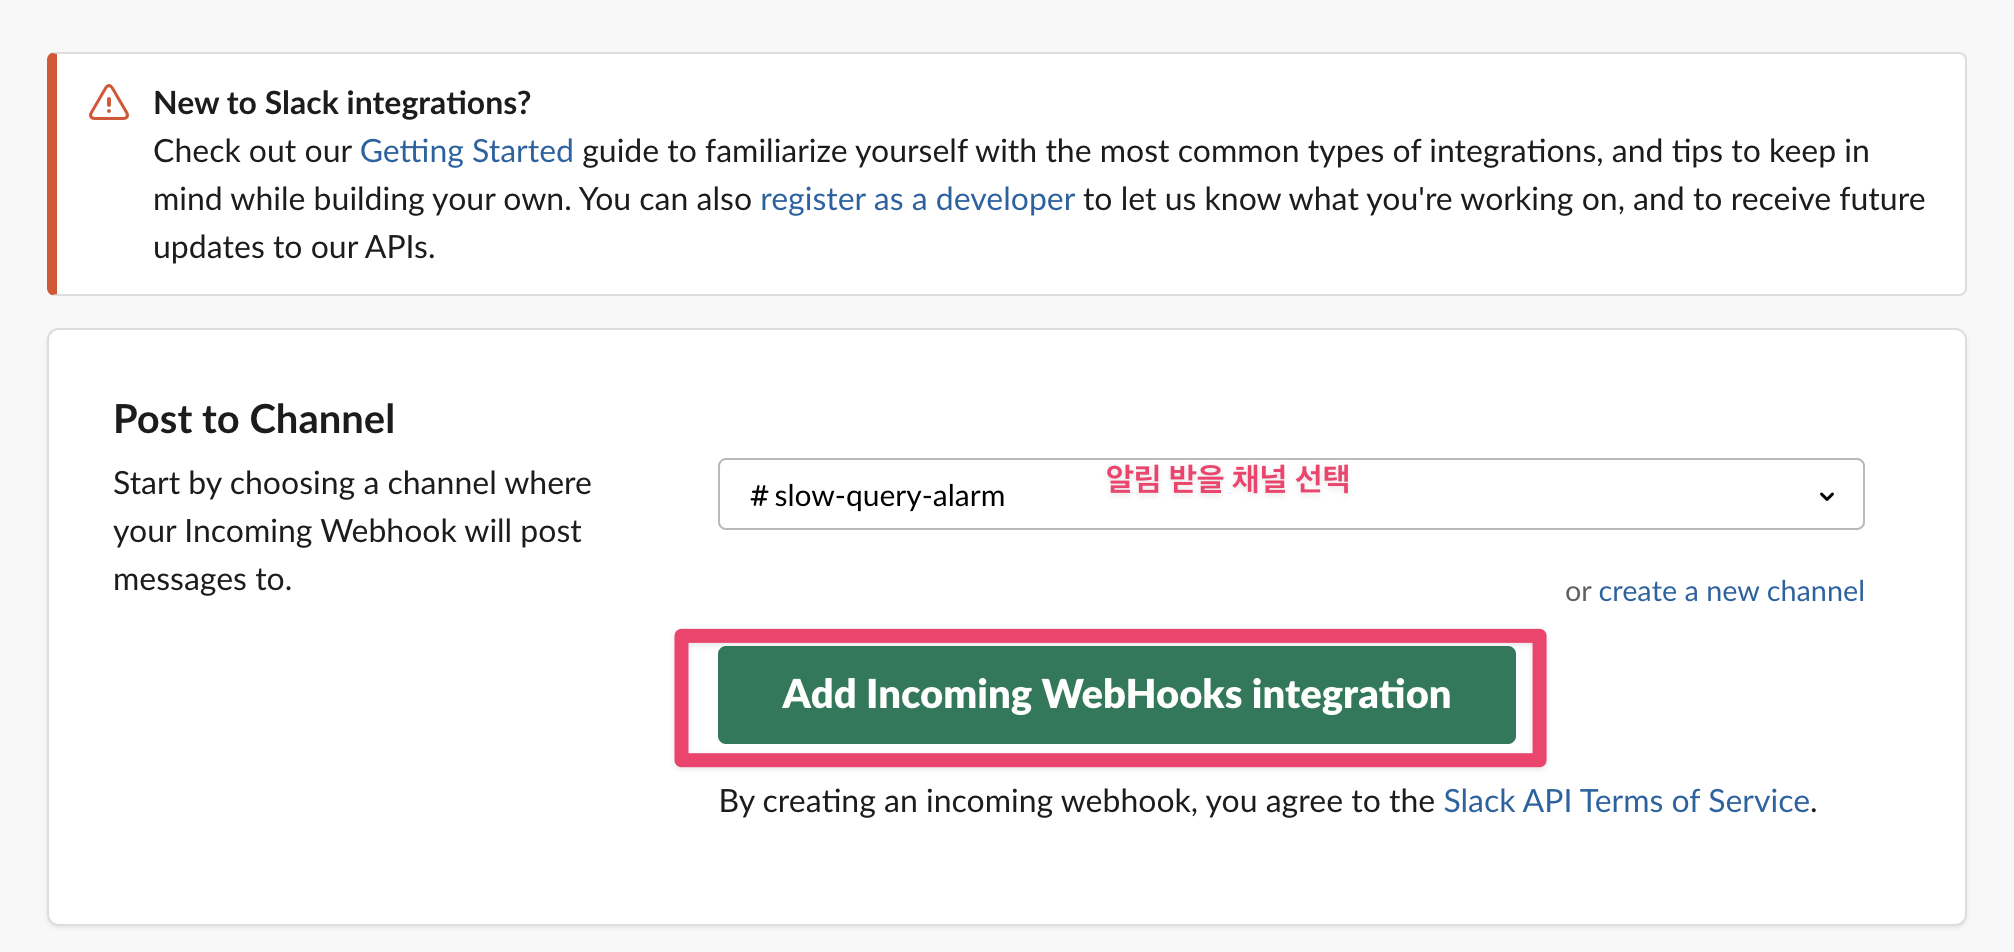 New to Slack integrations?
Check out our Getting Started guide to familiarize yourself with the most common types of integrations, and tips to keep in
mind while building your own. You can also register as a developer to let us know what you're working on, and to receive future
updates to our APIs.
Post to Channel
Start by choosing a channel where
your Incoming Webhook will post
messages to.
알림 받을 채널 선택
# slow-query-alarm
or create a new channel
Add Incoming WebHooks integration
By creating an incoming webhook, you agree to the Slack API Terms of Service.